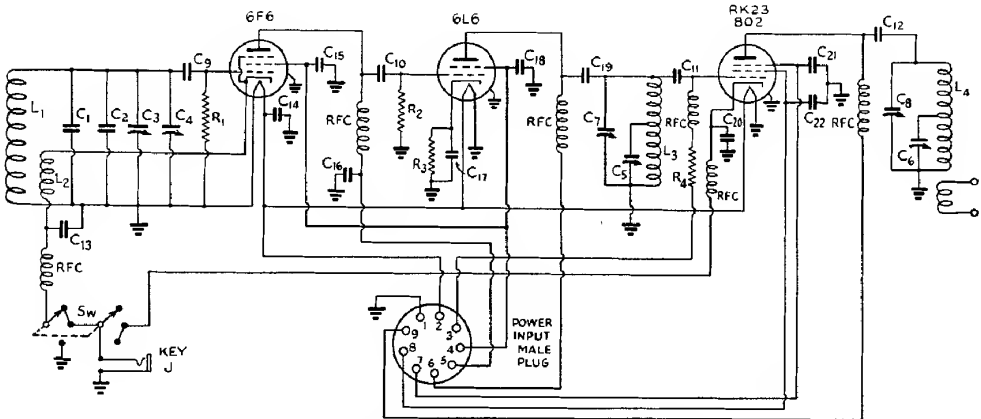 6F6
6L6
RK23
802
C12
C9
C15
C10
C18
C19
C11
C21
L1
C1
C2
C3
C4
R1
C14
RFC
R2
RFC
C7
RFC
C20
C22
RFC
C8
L4
L2
C16
R3
C17
C5
L3
R4
RFC
C6
C13
RFC
SW
KEY
J
1
2
3
4
5
6
7
8
9
POWER
INPUT
MALE
PLUG